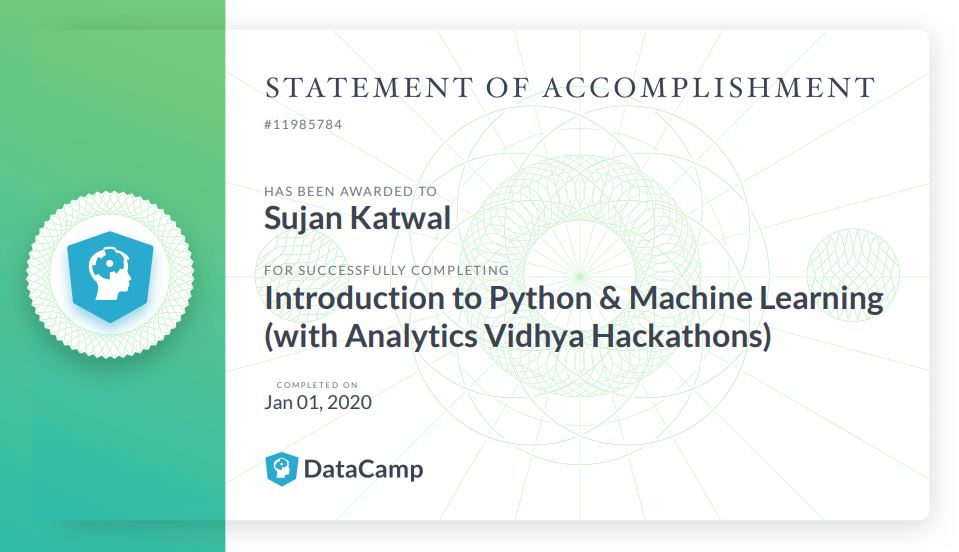 STATEMENT OF ACCOMPLISHMENT
#11985784
HAS BEEN AWARDED TO
Sujan Katwal
FOR SUCCESSFULLY COMPLETING
Introduction to Python & Machine Learning
(with Analytics Vidhya Hackathons)
COMPLETED ON
Jan 01, 2020
DataCamp